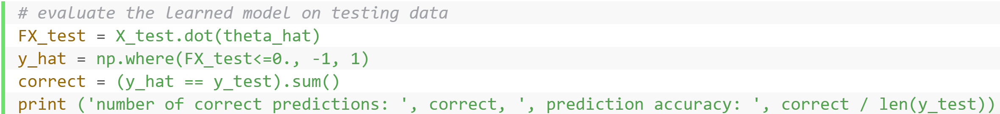 # evaluate the learned model on testing data
FX_test = X_test.dot(theta_hat)
y_hat = np.where(FX_test<=0., -1, 1)
correct = (y_hat == y_test).sum()
print ('number of correct predictions: ', correct, ', prediction accuracy: ', correct / len(y_test))